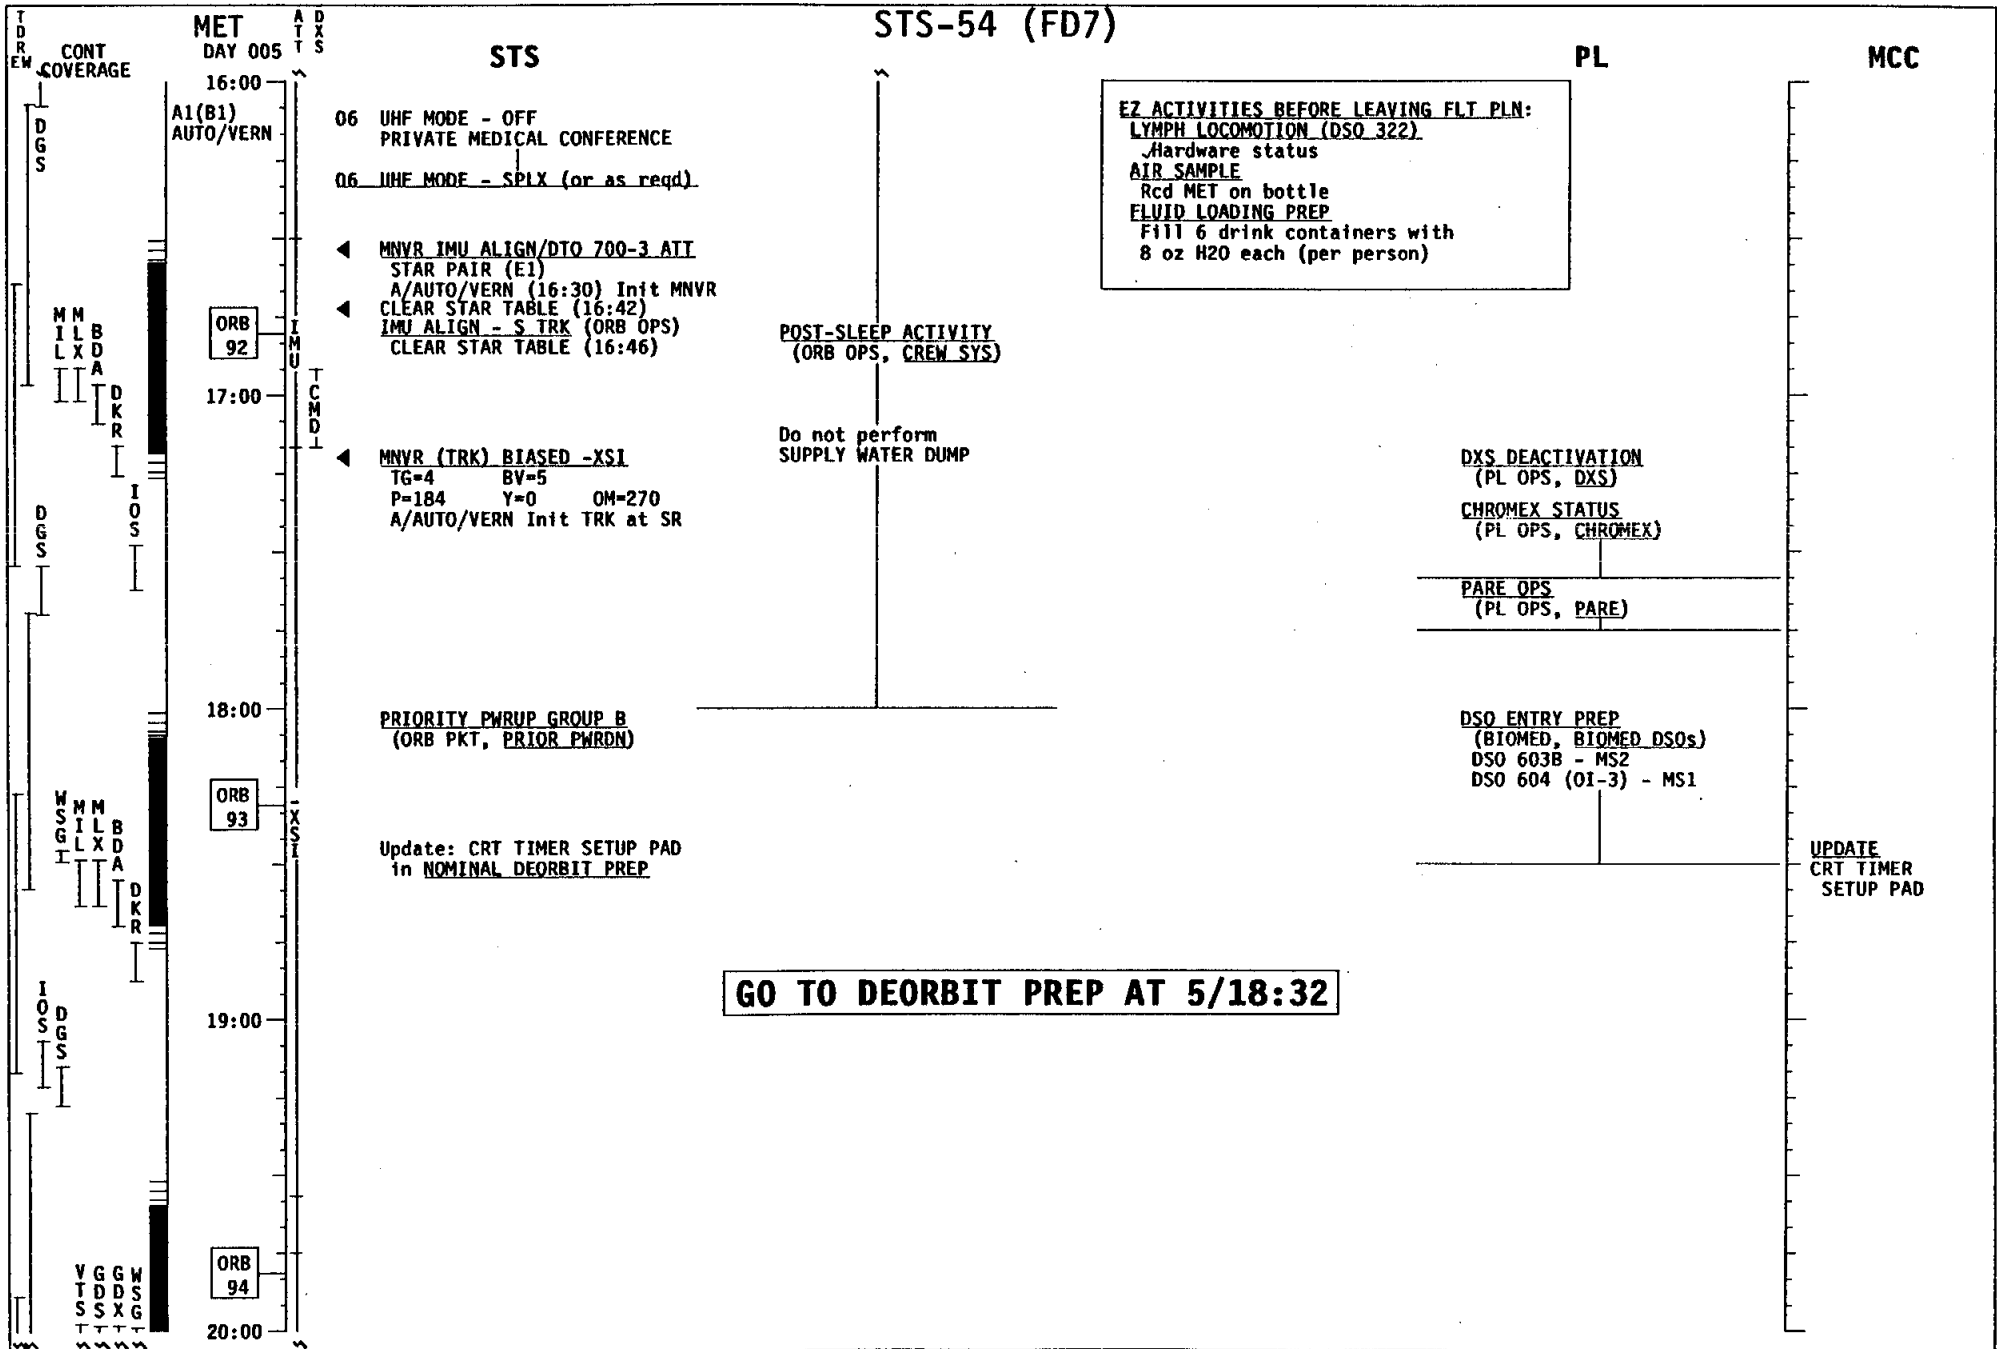 STS-54 (FD7)
TDRE W
CONT COVERAGE
MET
DAY 005
ATT
DXS
STS
PL
MCC
16:00
A1(B1)
AUTO/VERN
DGS
06 UHF MODE - OFF
PRIVATE MEDICAL CONFERENCE
06 UHF MODE - SPLX (or as reqd)
◀ MNVR IMU ALIGN/DTO 700-3 ATT
STAR PAIR (E1)
A/AUTO/VERN (16:30) Init MNVR
◀ CLEAR STAR TABLE (16:42)
IMU ALIGN - S TRK (ORB OPS)
CLEAR STAR TABLE (16:46)
EZ ACTIVITIES BEFORE LEAVING FLT PLN:
LYMPH LOCOMOTION (DSO 322)
✓Hardware status
AIR SAMPLE
Rcd MET on bottle
FLUID LOADING PREP
Fill 6 drink containers with
8 oz H2O each (per person)
MIL
MLX
BDA
DKR
ORB
92
IMU
POST-SLEEP ACTIVITY
(ORB OPS, CREW SYS)
17:00
CMD
Do not perform
SUPPLY WATER DUMP
◀ MNVR (TRK) BIASED -XSI
TG=4 BV=5
P=184 Y=0 OM=270
A/AUTO/VERN Init TRK at SR
DXS DEACTIVATION
(PL OPS, DXS)
CHROMEX STATUS
(PL OPS, CHROMEX)
PARE OPS
(PL OPS, PARE)
IOS
DGS
18:00
PRIORITY PWRUP GROUP B
(ORB PKT, PRIOR PWRDN)
DSO ENTRY PREP
(BIOMED, BIOMED DSOs)
DSO 603B - MS2
DSO 604 (OI-3) - MS1
WSG
MIL
MLX
BDA
DKR
ORB
93
-XSI
Update: CRT TIMER SETUP PAD
in NOMINAL DEORBIT PREP
UPDATE
CRT TIMER
SETUP PAD
GO TO DEORBIT PREP AT 5/18:32
IOS
DGS
19:00
ORB
94
VTS
GDS
GDX
WSG
20:00